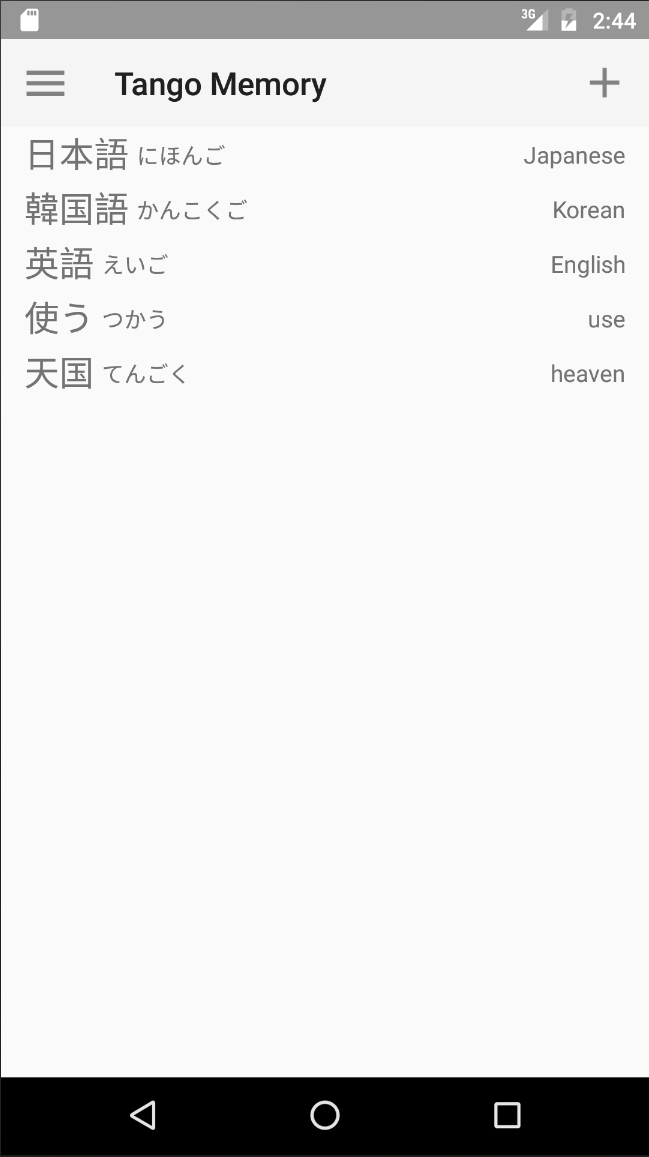 3G 2:44
Tango Memory
日本語 にほんご Japanese
韓国語 かんこくご Korean
英語 えいご English
使う つかう use
天国 てんごく heaven